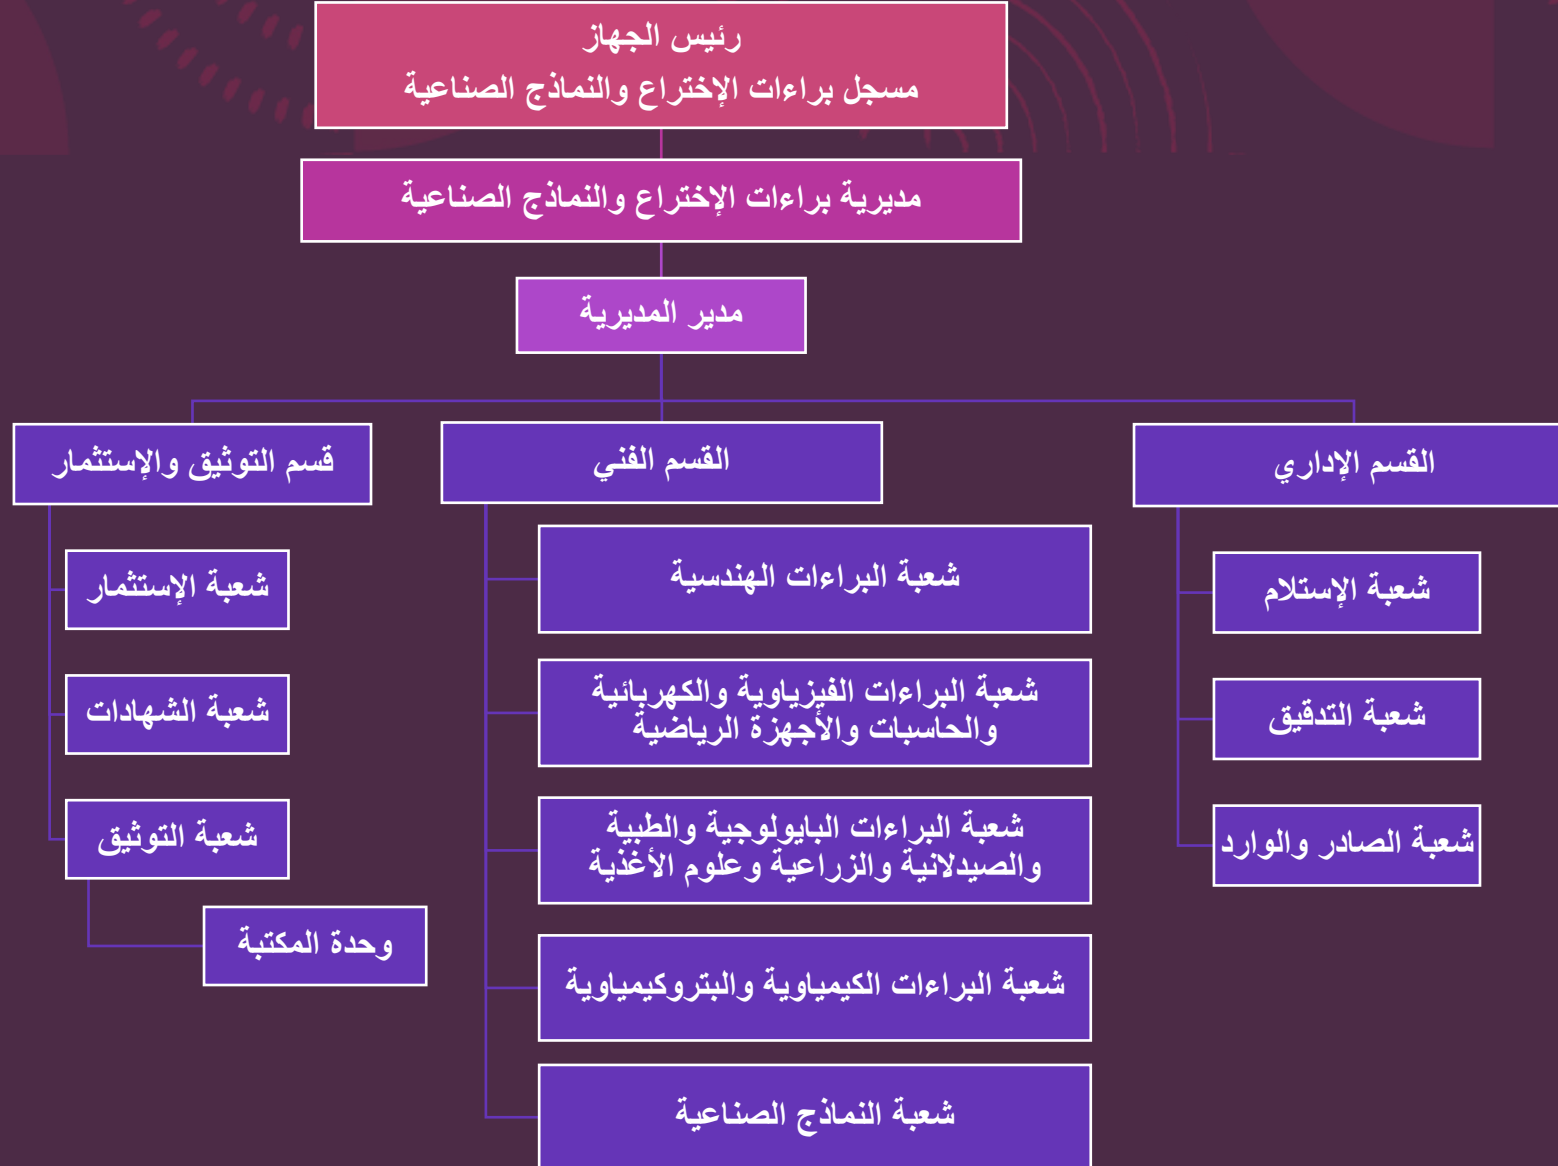 رئيس الجهاز
مسجل براءات الإختراع والنماذج الصناعية
مديرية براءات الإختراع والنماذج الصناعية
مدير المديرية
القسم الإداري
شعبة الإستلام
شعبة التدقيق
شعبة الصادر والوارد
القسم الفني
شعبة البراءات الهندسية
شعبة البراءات الفيزياوية والكهربائية
والحاسبات والأجهزة الرياضية
شعبة البراءات البايولوجية والطبية
والصيدلانية والزراعية وعلوم الأغذية
شعبة البراءات الكيمياوية والبتروكيمياوية
شعبة النماذج الصناعية
قسم التوثيق والإستثمار
شعبة الإستثمار
شعبة الشهادات
شعبة التوثيق
وحدة المكتبة